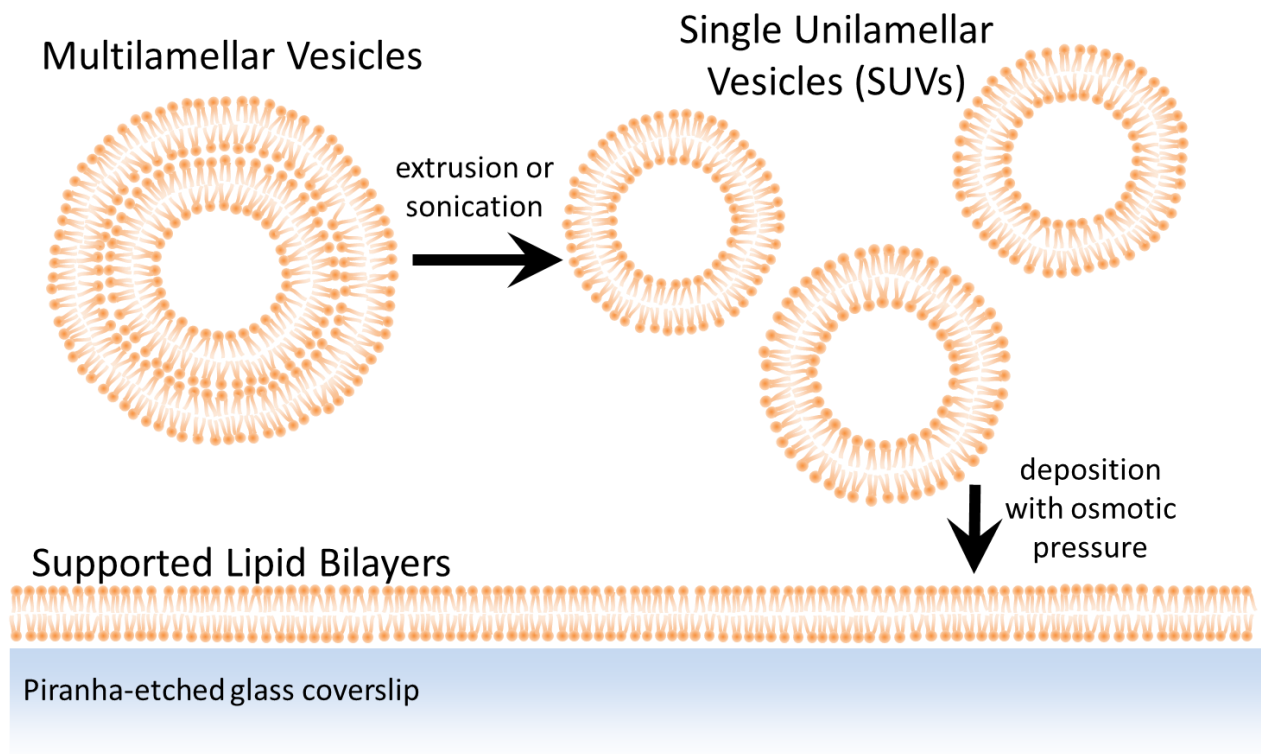 Multilamellar Vesicles
extrusion or
sonication
Single Unilamellar
Vesicles (SUVs)
deposition
with osmotic
pressure
Supported Lipid Bilayers
Piranha-etched glass coverslip